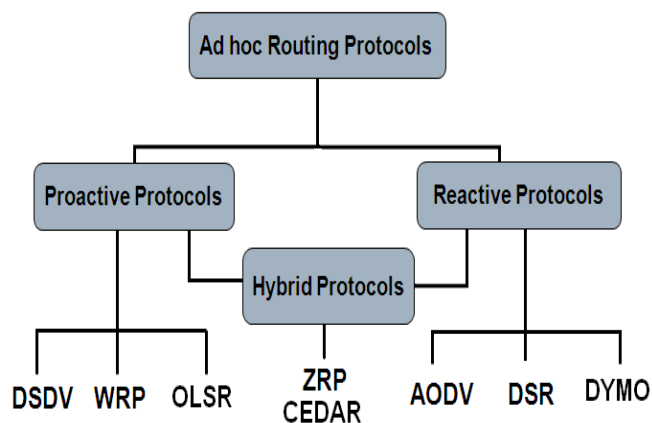 Ad hoc Routing Protocols
Proactive Protocols
Reactive Protocols
Hybrid Protocols
DSDV
WRP
OLSR
ZRP
CEDAR
AODV
DSR
DYMO